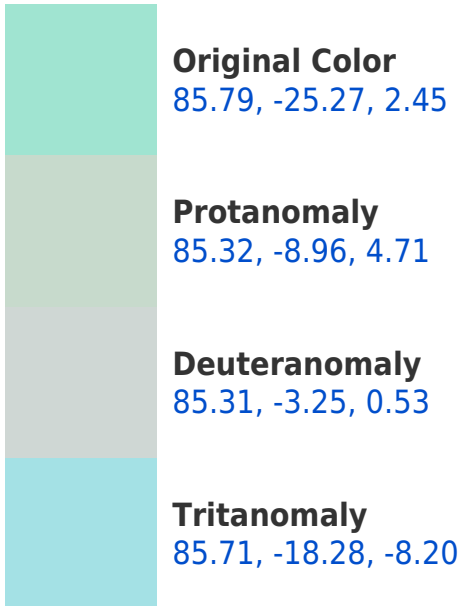 Original Color
85.79, -25.27, 2.45
Protanomaly
85.32, -8.96, 4.71
Deuteranomaly
85.31, -3.25, 0.53
Tritanomaly
85.71, -18.28, -8.20